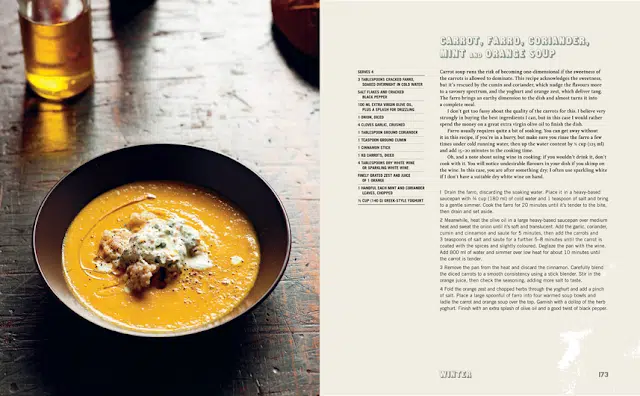 CARROT, FARRO, CORIANDER,
MINT AND ORANGE SOUP
SERVES 4
3 TABLESPOONS CRACKED FARRO,
SOAKED OVERNIGHT IN COLD WATER
SALT FLAKES AND CRACKED
BLACK PEPPER
100 ML EXTRA VIRGIN OLIVE OIL,
PLUS A SPLASH FOR DRIZZLING
1 ONION, DICED
4 CLOVES GARLIC, CRUSHED
1 TABLESPOON GROUND CORIANDER
1 TEASPOON GROUND CUMIN
1 CINNAMON STICK
7 CARROTS, DICED
4 TABLESPOONS DRY WHITE WINE
OR SPARKLING WHITE WINE
FINELY GRATED ZEST AND JUICE
OF 1 ORANGE
1 HANDFUL EACH MINT AND CORIANDER
LEAVES, CHOPPED
½ CUP (140 G) GREEK-STYLE YOGHURT
Carrot soup runs the risk of becoming one dimensional if the sweetness of
the carrots is allowed to dominate. This recipe acknowledges the sweetness,
but it's rescued by the cumin and coriander, which nudge the flavours more
to a savoury spectrum, and the yoghurt and orange zest, which deliver tang.
The farro brings an earthy dimension to the dish and almost turns it into
a complete meal.
I don't get too fussy about the quality of the carrots for this. I believe very
strongly in buying the best ingredients I can, but in this case I would rather
spend the money on a great extra virgin olive oil to finish the dish.
Farro usually requires quite a lot of soaking. You can get away without
it in this recipe, if you're in a hurry, but make sure you rinse the farro a few
times under cold running water, then up the water content by ½ cup (125 ml)
and add 15–20 minutes to the cooking time.
Oh, and a note about using wine in cooking: if you wouldn't drink it, don't
cook with it. You will notice undesirable flavours in your dish if you skimp on
the wine. In this case, you are after something dry; I often use sparkling white
if I don't have a suitable dry white wine on hand.
1 Drain the farro, discarding the soaking water. Place it in a heavy-based
saucepan with ¾ cup (180 ml) of cold water and 1 teaspoon of salt and bring
to a gentle simmer. Cook the farro for 20 minutes until it's tender to the bite,
then drain and set aside.
2 Meanwhile, heat the olive oil in a large heavy-based saucepan over medium
heat and sweat the onion until it's soft and translucent. Add the garlic, coriander,
cumin and cinnamon and sauté for 5 minutes, then add the carrots and
3 teaspoons of salt and sauté for a further 5–8 minutes until the carrot is
coated with the spices and slightly coloured. Deglaze the pan with the wine.
Add 800 ml of water and simmer over low heat for about 10 minutes until
the carrot is tender.
3 Remove the pan from the heat and discard the cinnamon. Carefully blend
the diced carrots to a smooth consistency using a stick blender. Stir in the
orange juice, then check the seasoning, adding more salt to taste.
4 Fold the orange zest and chopped herbs through the yoghurt and add a pinch
of salt. Place a large spoonful of farro into four warmed soup bowls and
ladle the carrot and orange soup over the top. Garnish with a dollop of the herb
yoghurt. Finish with an extra splash of olive oil and a good twist of black pepper.
WINTER
173